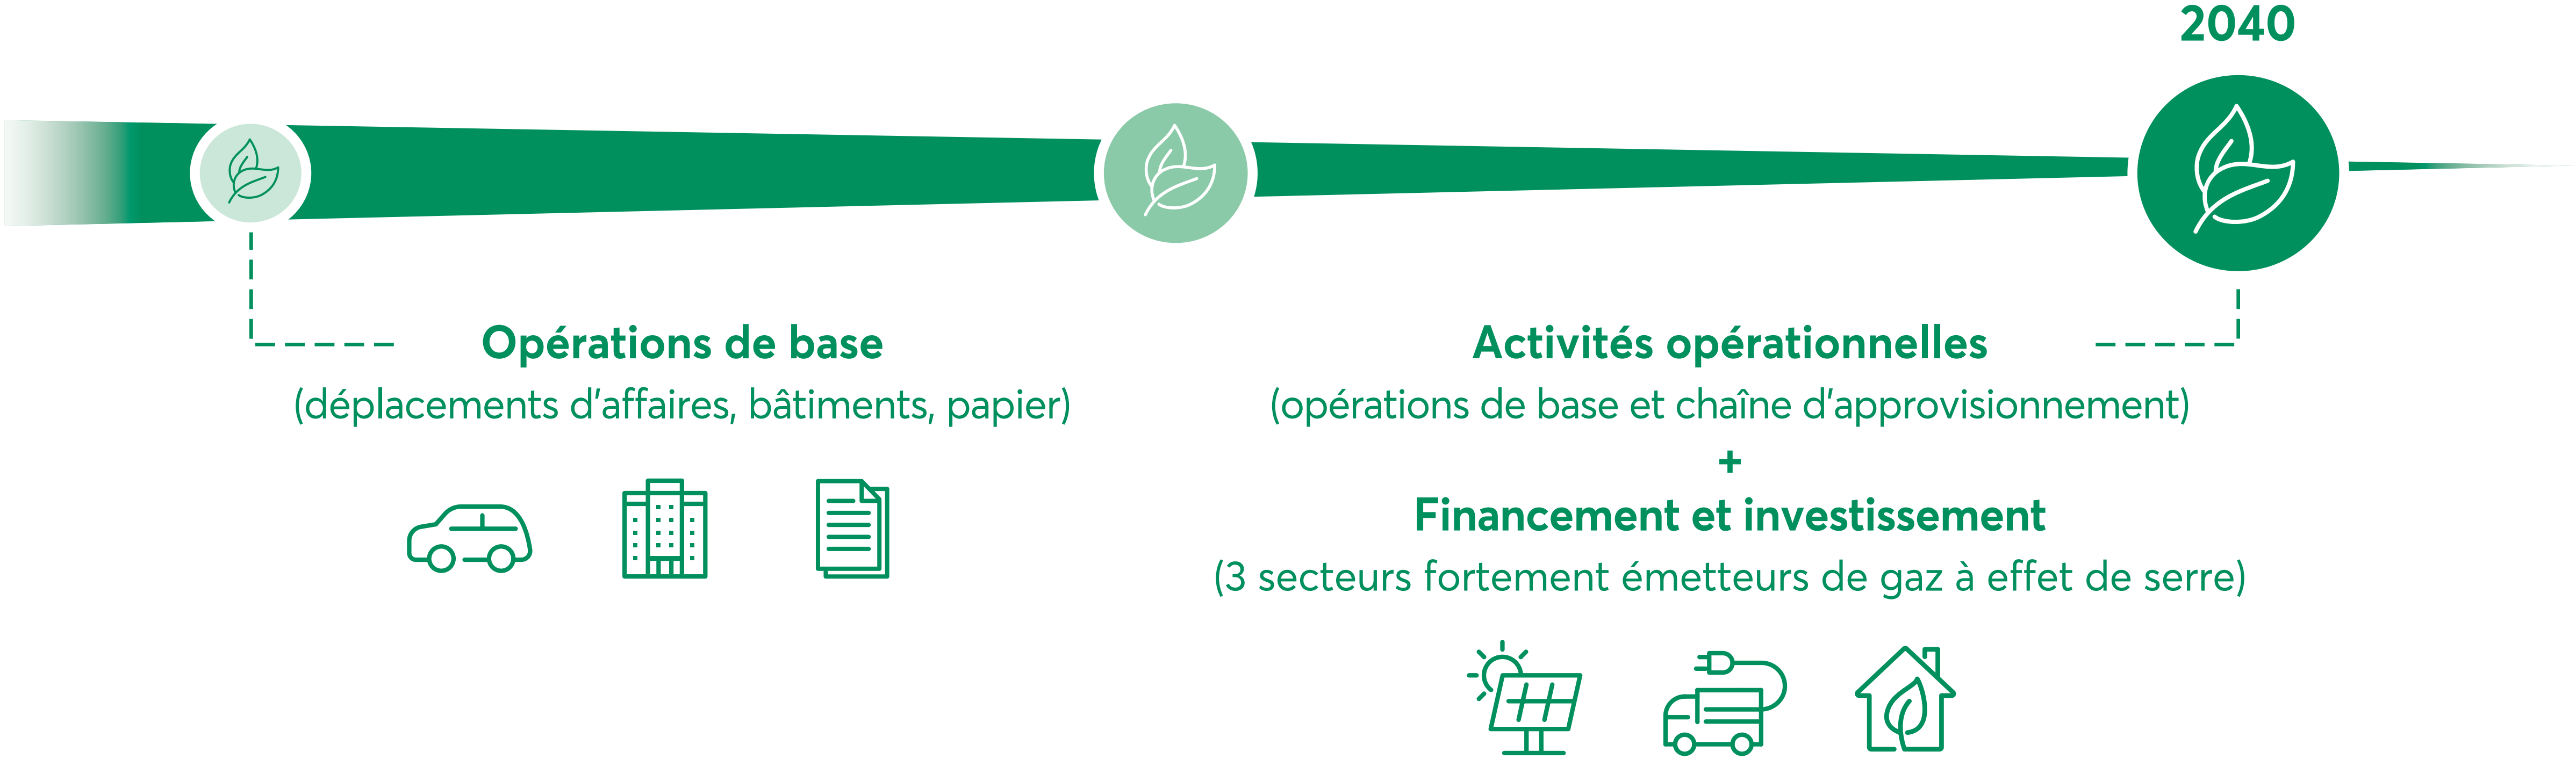 2040
Opérations de base
(déplacements d'affaires, bâtiments, papier)
Activités opérationnelles
(opérations de base et chaîne d'approvisionnement)
+
Financement et investissement
(3 secteurs fortement émetteurs de gaz à effet de serre)